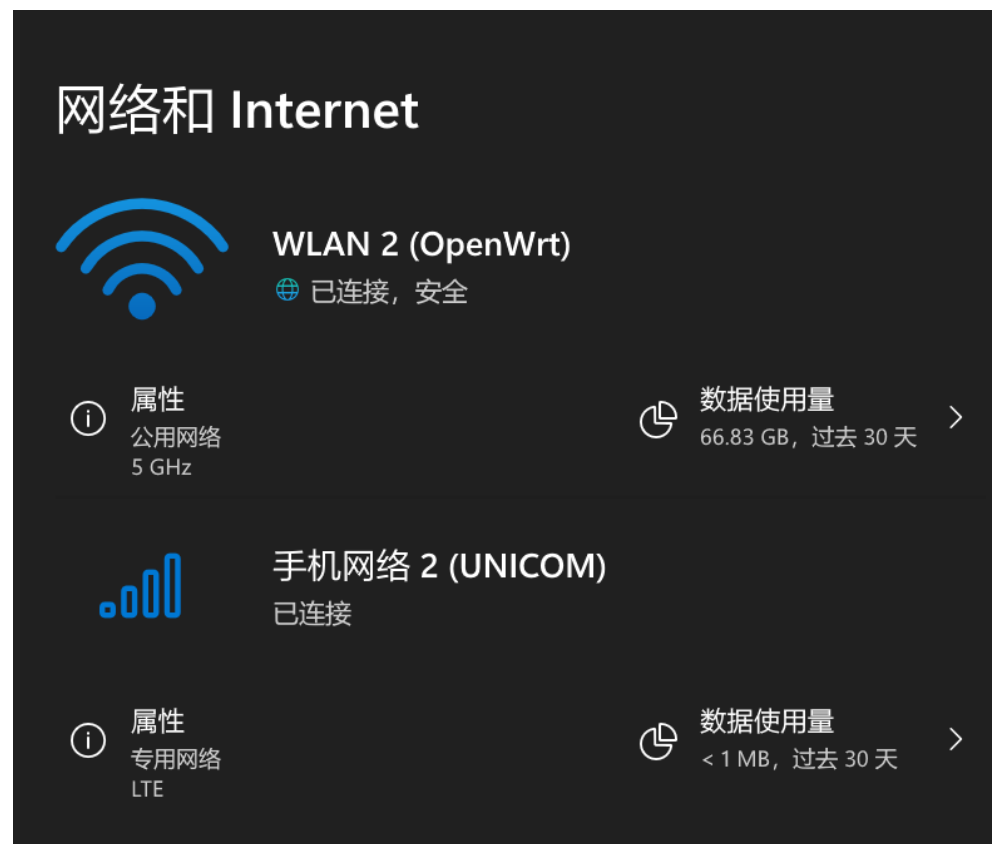 网络和 Internet
WLAN 2 (OpenWrt)
已连接，安全
属性
公用网络
5 GHz
数据使用量
66.83 GB，过去 30 天
手机网络 2 (UNICOM)
已连接
属性
专用网络
LTE
数据使用量
< 1 MB，过去 30 天